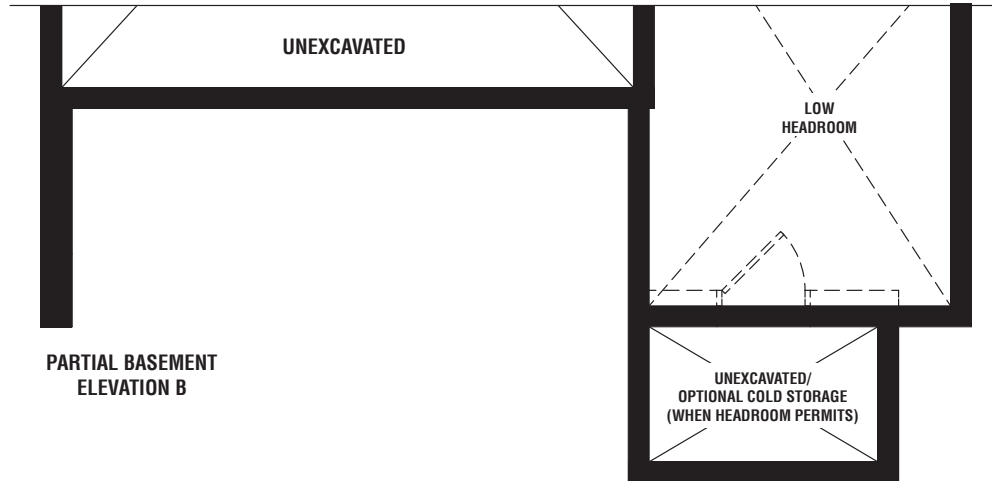 UNEXCAVATED
LOW
HEADROOM
PARTIAL BASEMENT
ELEVATION B
UNEXCAVATED/
OPTIONAL COLD STORAGE
(WHEN HEADROOM PERMITS)